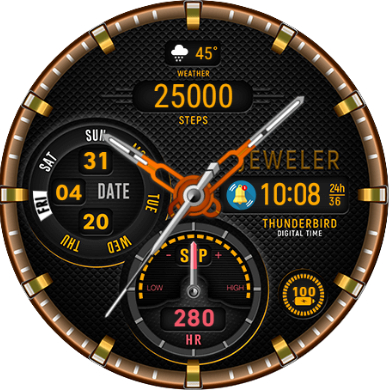 45°
WEATHER
25000
STEPS
SUN
MO
TUE
WED
THU
FRI
SAT
31
04
DATE
20
EWELER
10:08
24h
36
THUNDERBIRD
DIGITAL TIME
- S P +
LOW
HIGH
280
HR
100